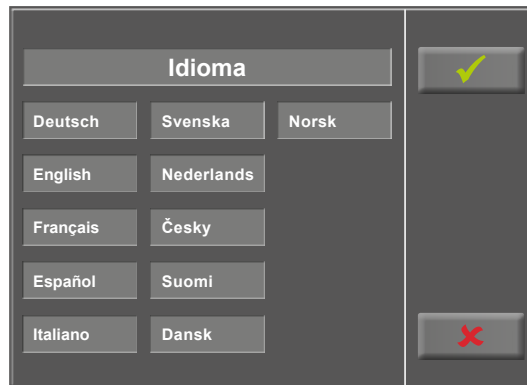 Idioma
Deutsch Svenska Norsk
English Nederlands
Français Česky
Español Suomi
Italiano Dansk